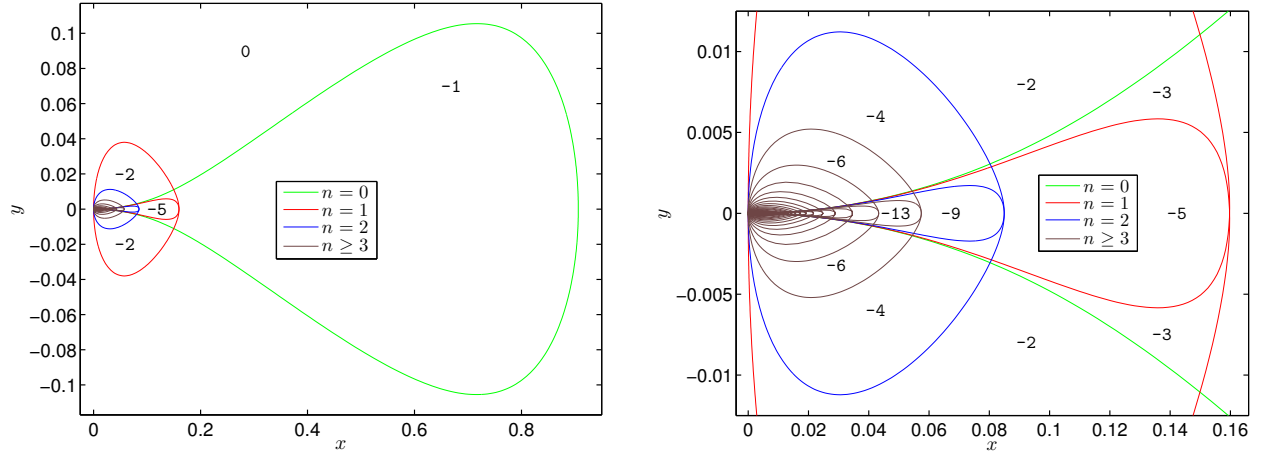 0.1
0.08
0.06
0.04
0.02
0
−0.02
−0.04
−0.06
−0.08
−0.1
y
0
−1
−2
−5
−2
n = 0
n = 1
n = 2
n ≥ 3
0 0.2 0.4 0.6 0.8
x
0.01
0.005
0
−0.005
−0.01
y
−2
−3
−4
−6
−13 −9 −5
−6
−4
−3
−2
n = 0
n = 1
n = 2
n ≥ 3
0 0.02 0.04 0.06 0.08 0.1 0.12 0.14 0.16
x